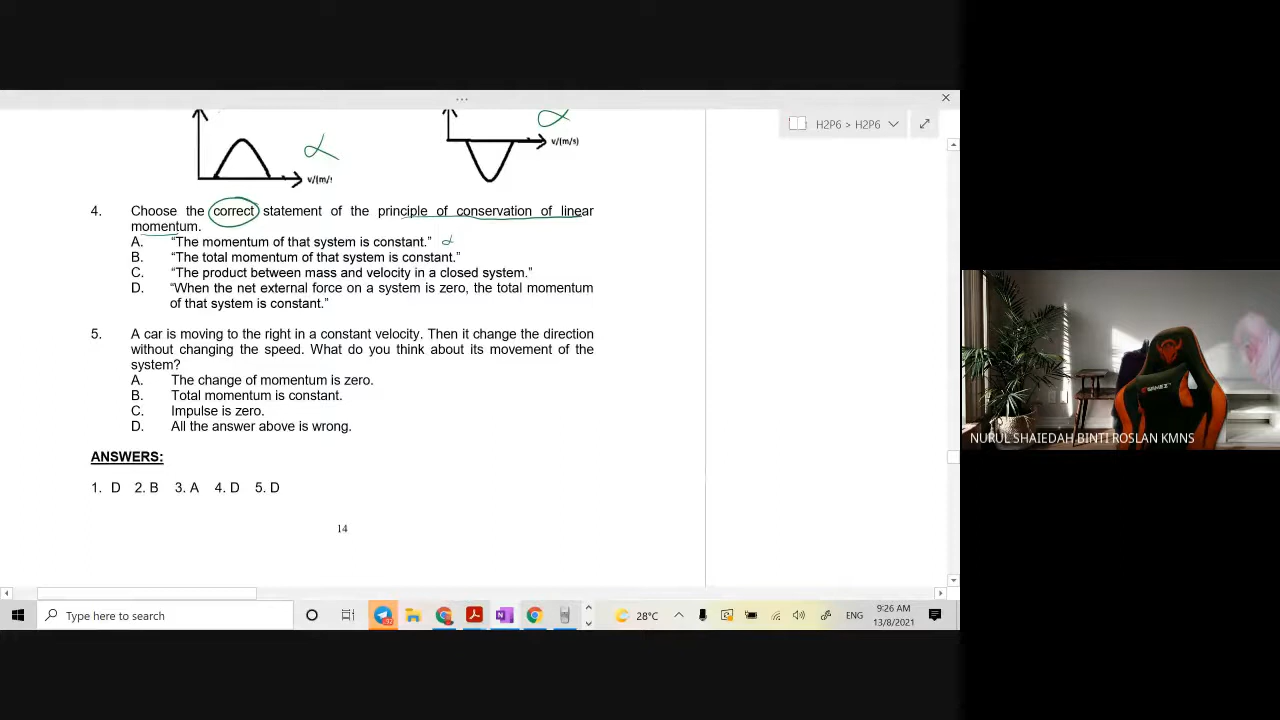 H2P6 > H2P6
v/(m/s)
v/(m/s
4. Choose the correct statement of the principle of conservation of linear
momentum.
A. “The momentum of that system is constant.”
B. “The total momentum of that system is constant.”
C. “The product between mass and velocity in a closed system.”
D. “When the net external force on a system is zero, the total momentum
of that system is constant.”
5. A car is moving to the right in a constant velocity. Then it change the direction
without changing the speed. What do you think about its movement of the
system?
A. The change of momentum is zero.
B. Total momentum is constant.
C. Impulse is zero.
D. All the answer above is wrong.
ANSWERS:
1. D 2. B 3. A 4. D 5. D
14
NURUL SHAIEDAH BINTI ROSLAN KMNS
Type here to search
28°C
ENG
9:26 AM
13/8/2021